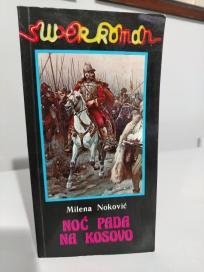 super roman
Milena Noković
NOĆ PADA
NA KOSOVO